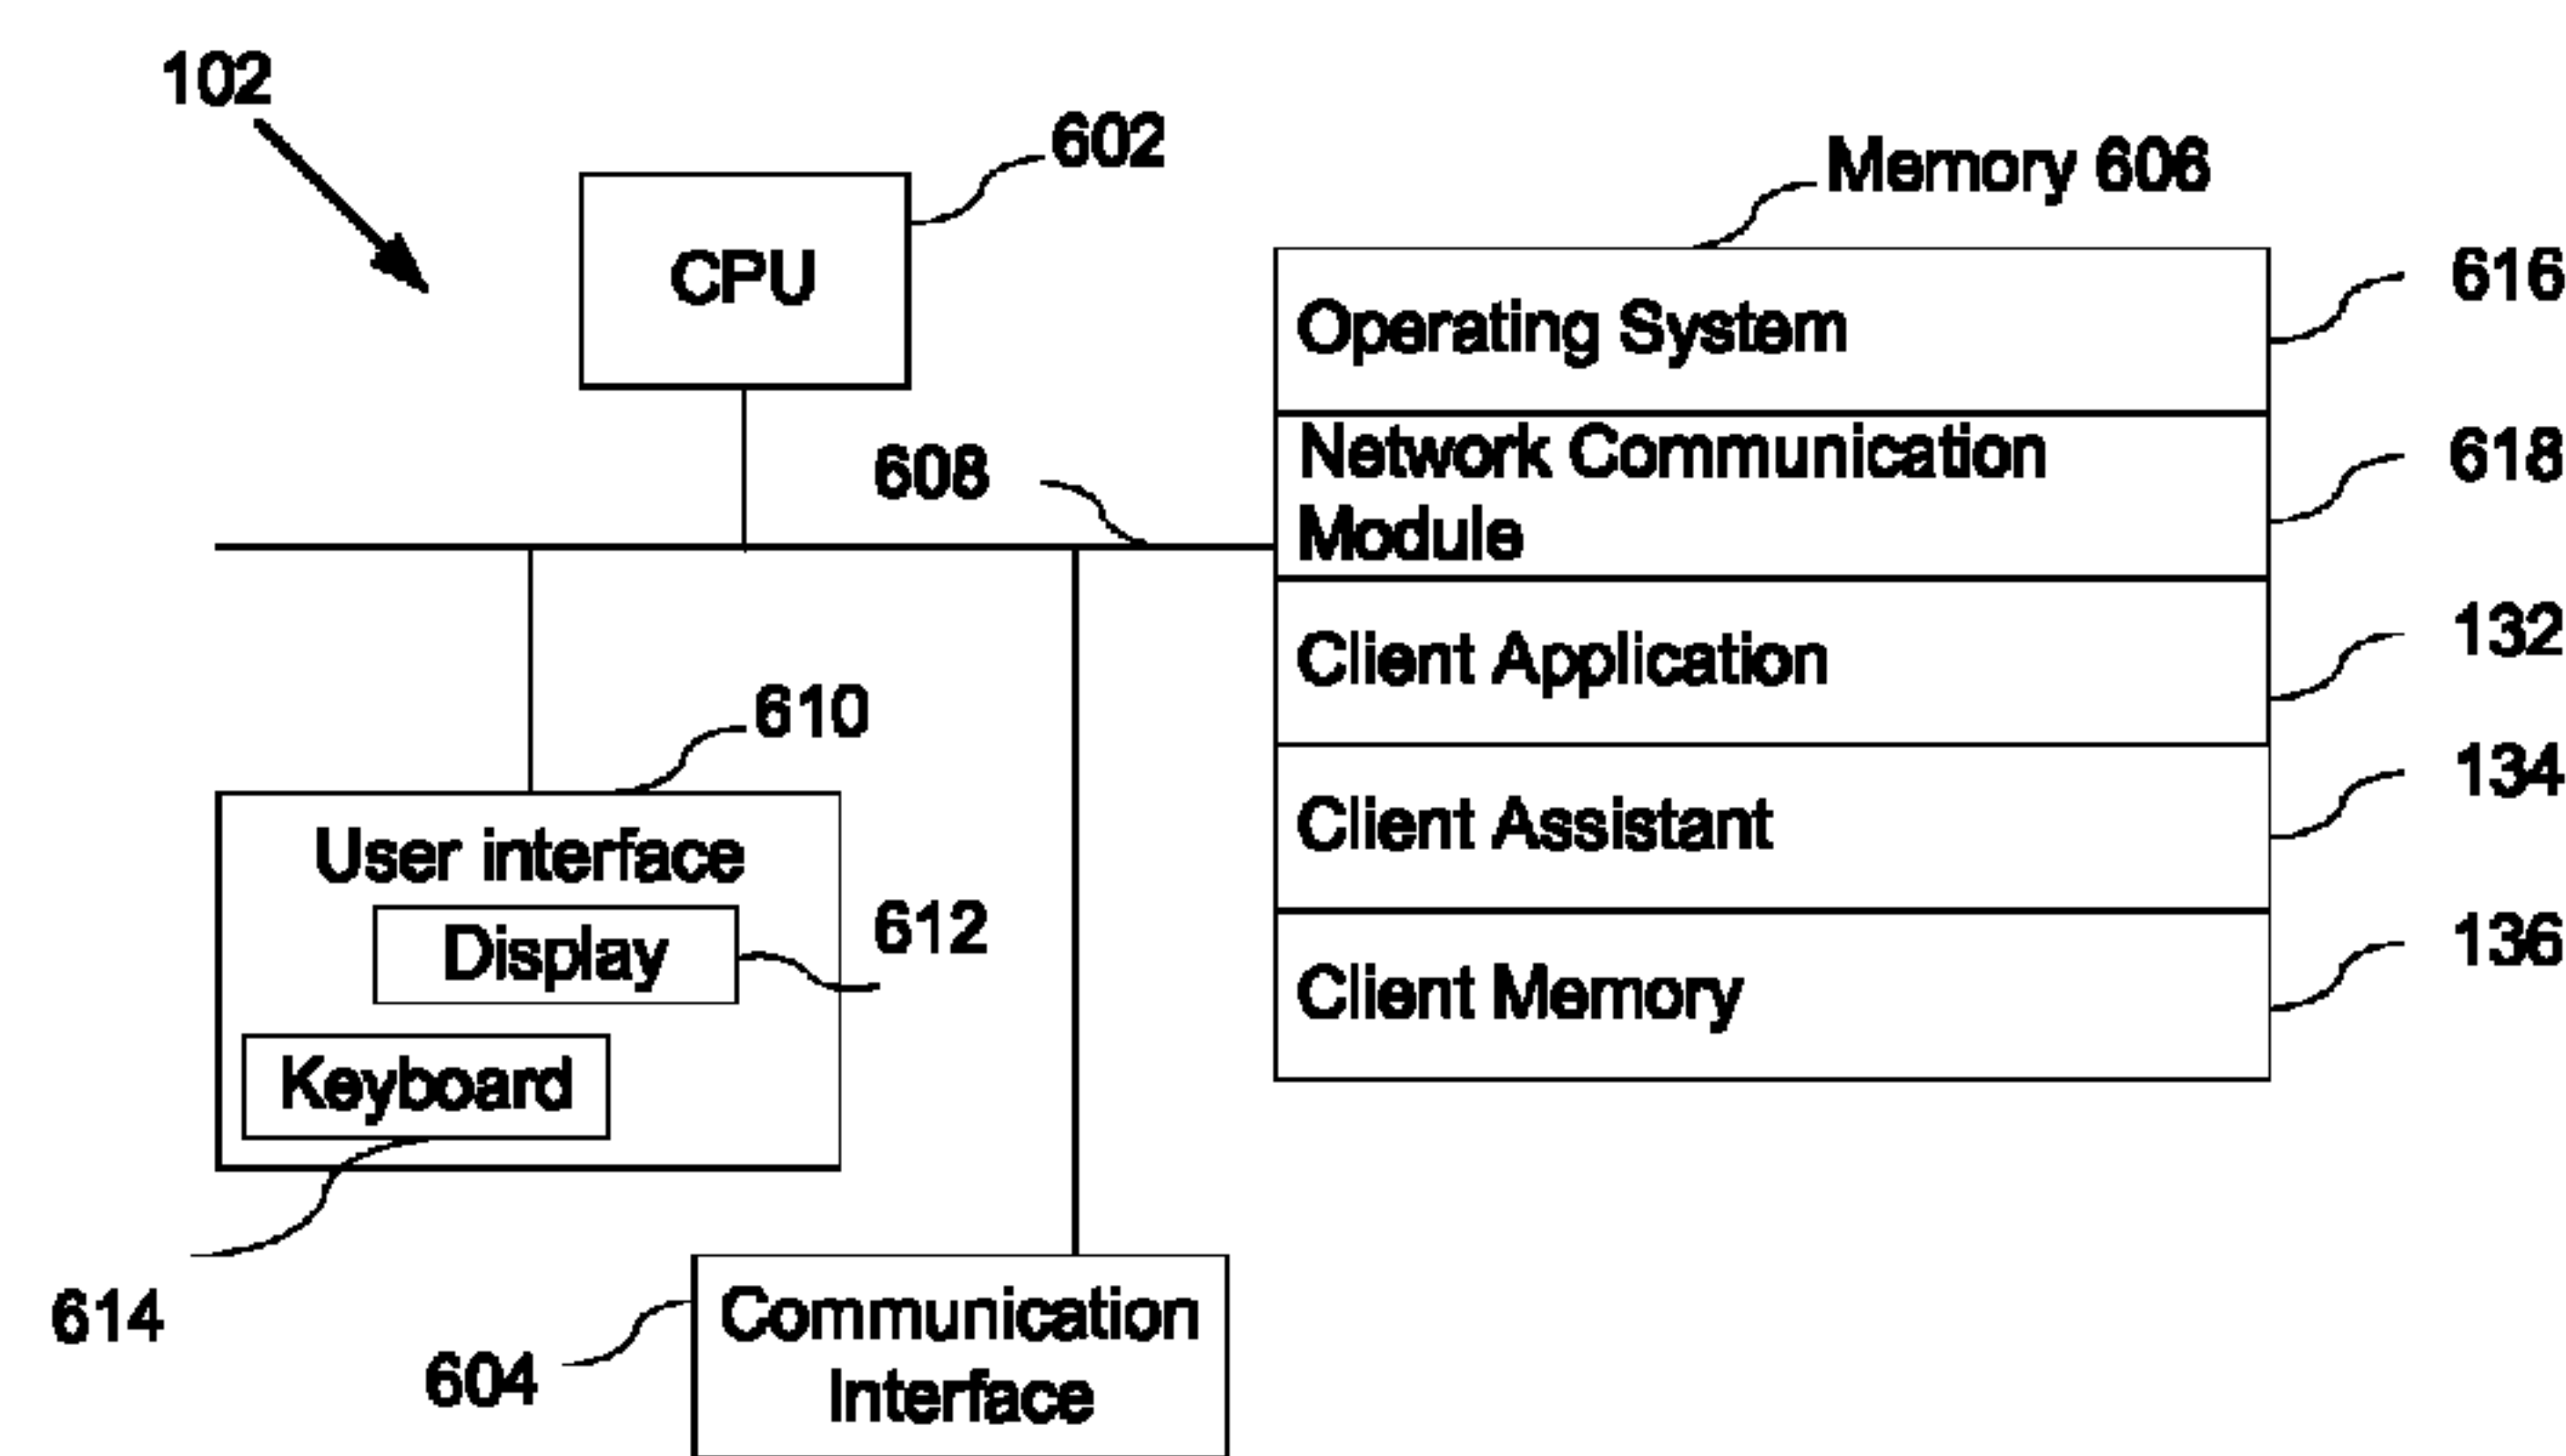 102
602
CPU
Memory 606
Operating System
616
Network Communication
Module
618
608
Client Application
132
Client Assistant
134
Client Memory
136
610
User interface
Display
612
Keyboard
614
Communication
Interface
604